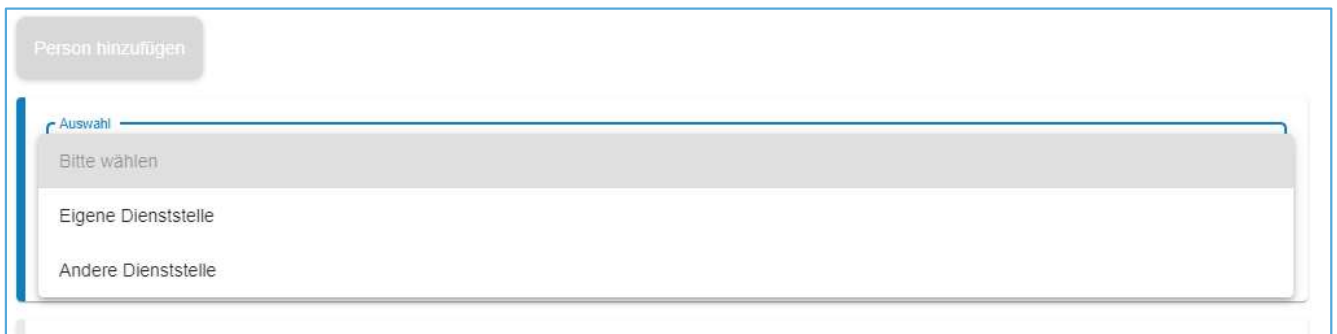 Person hinzufügen
Auswahl
Bitte wählen
Eigene Dienststelle
Andere Dienststelle